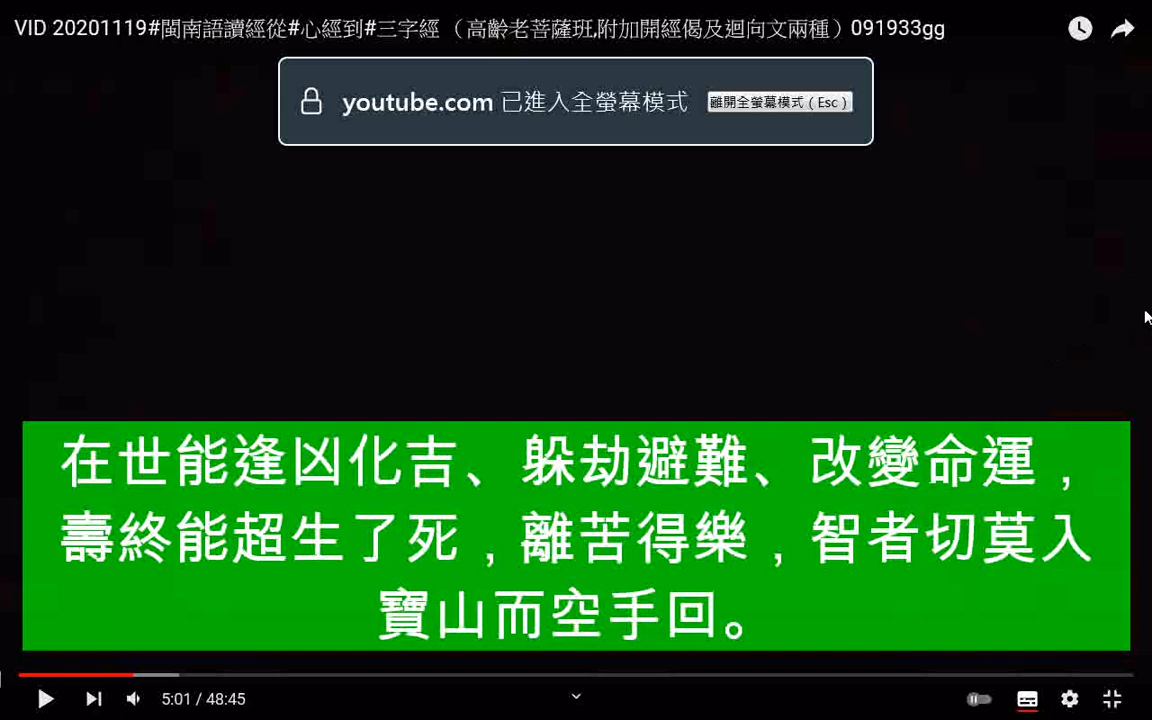 VID 20201119#閩南語讀經從#心經到#三字經 （高齡老菩薩班,附加開經偈及迴向文兩種）091933gg
youtube.com 已進入全螢幕模式 離開全螢幕模式（Esc）
在世能逢凶化吉、躲劫避難、改變命運，
壽終能超生了死，離苦得樂，智者切莫入
寶山而空手回。
5:01 / 48:45